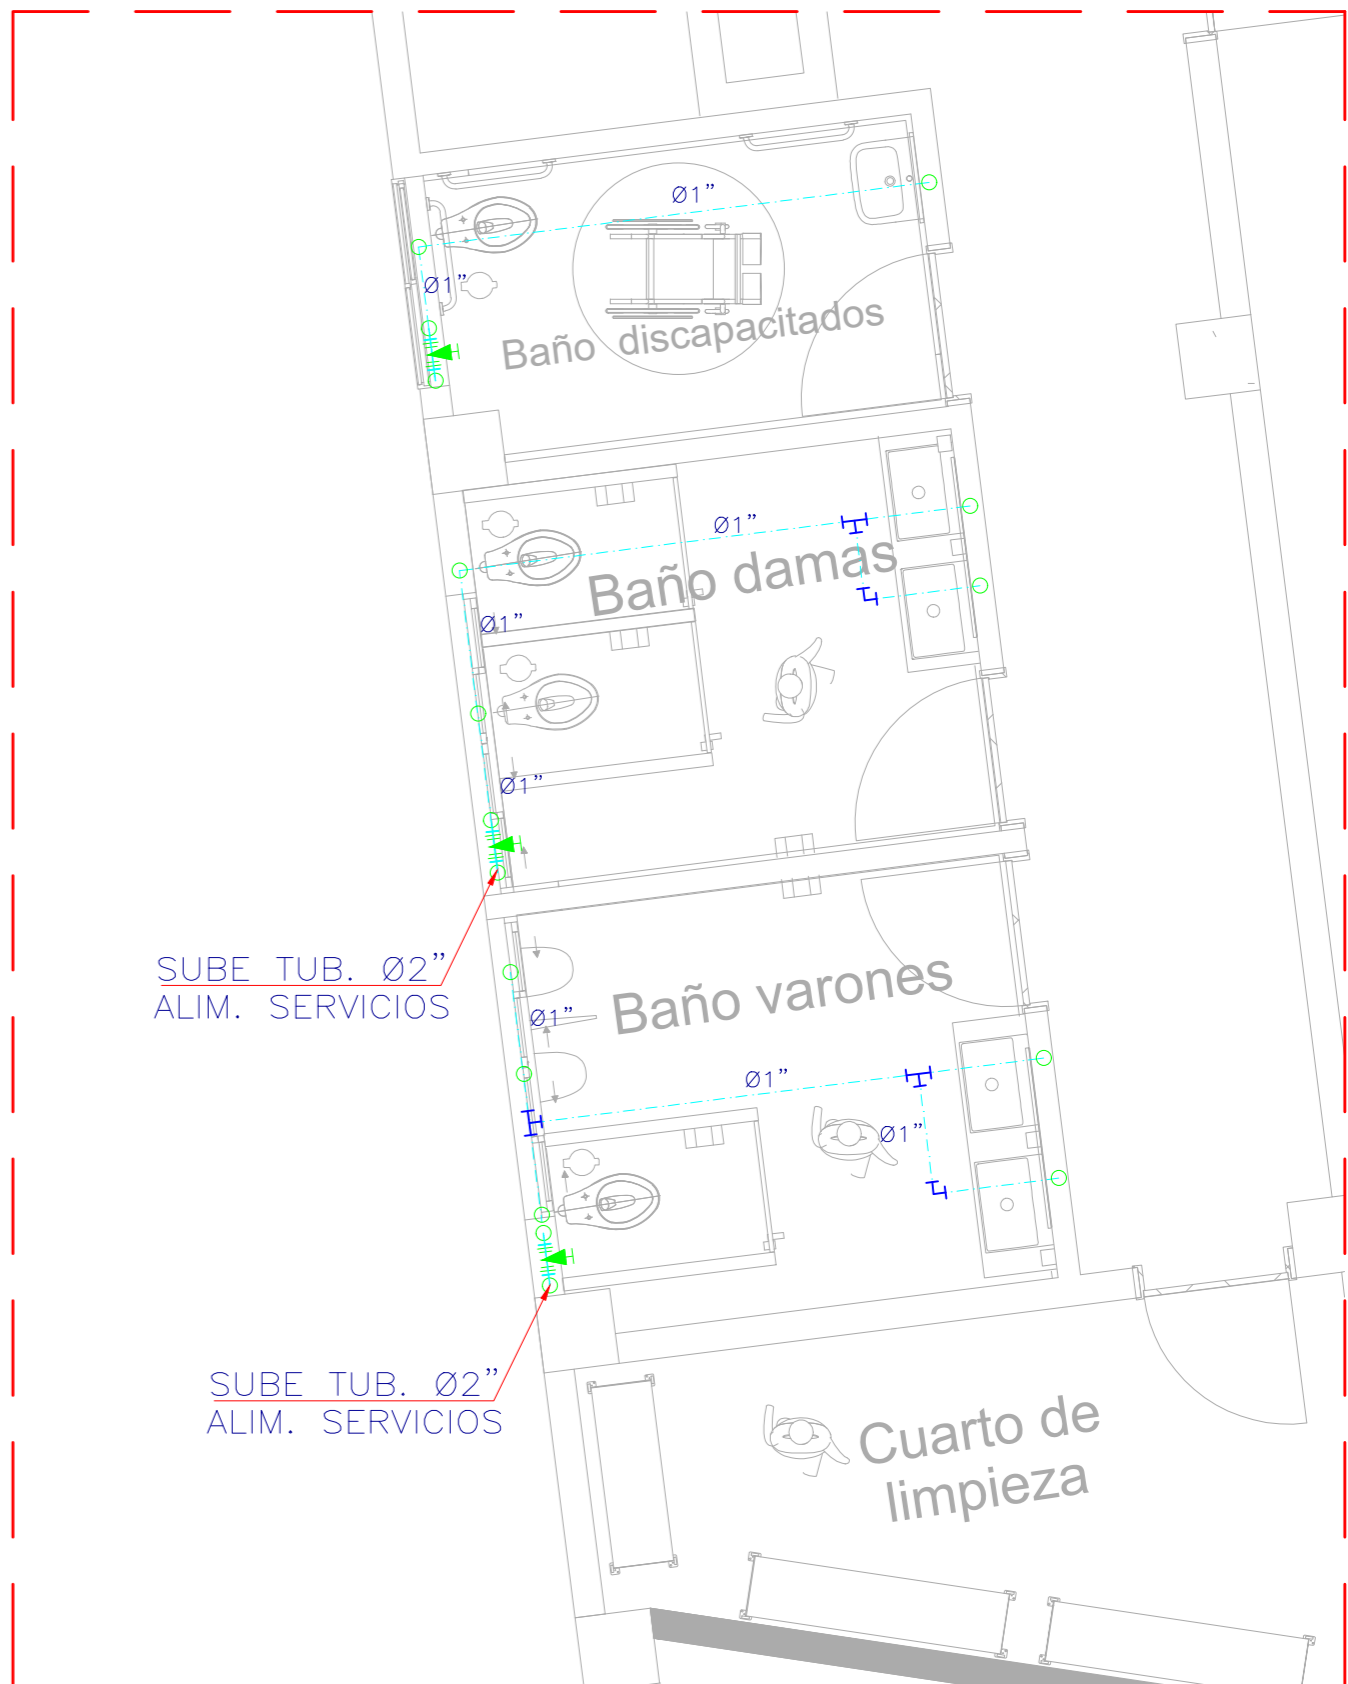 Ø1”
Ø1”
Baño discapacitados
Ø1”
Baño damas
Ø1”
Ø1”
SUBE TUB. Ø2”
ALIM. SERVICIOS
Baño varones
Ø1”
Ø1”
Ø1”
SUBE TUB. Ø2”
ALIM. SERVICIOS
Cuarto de
limpieza